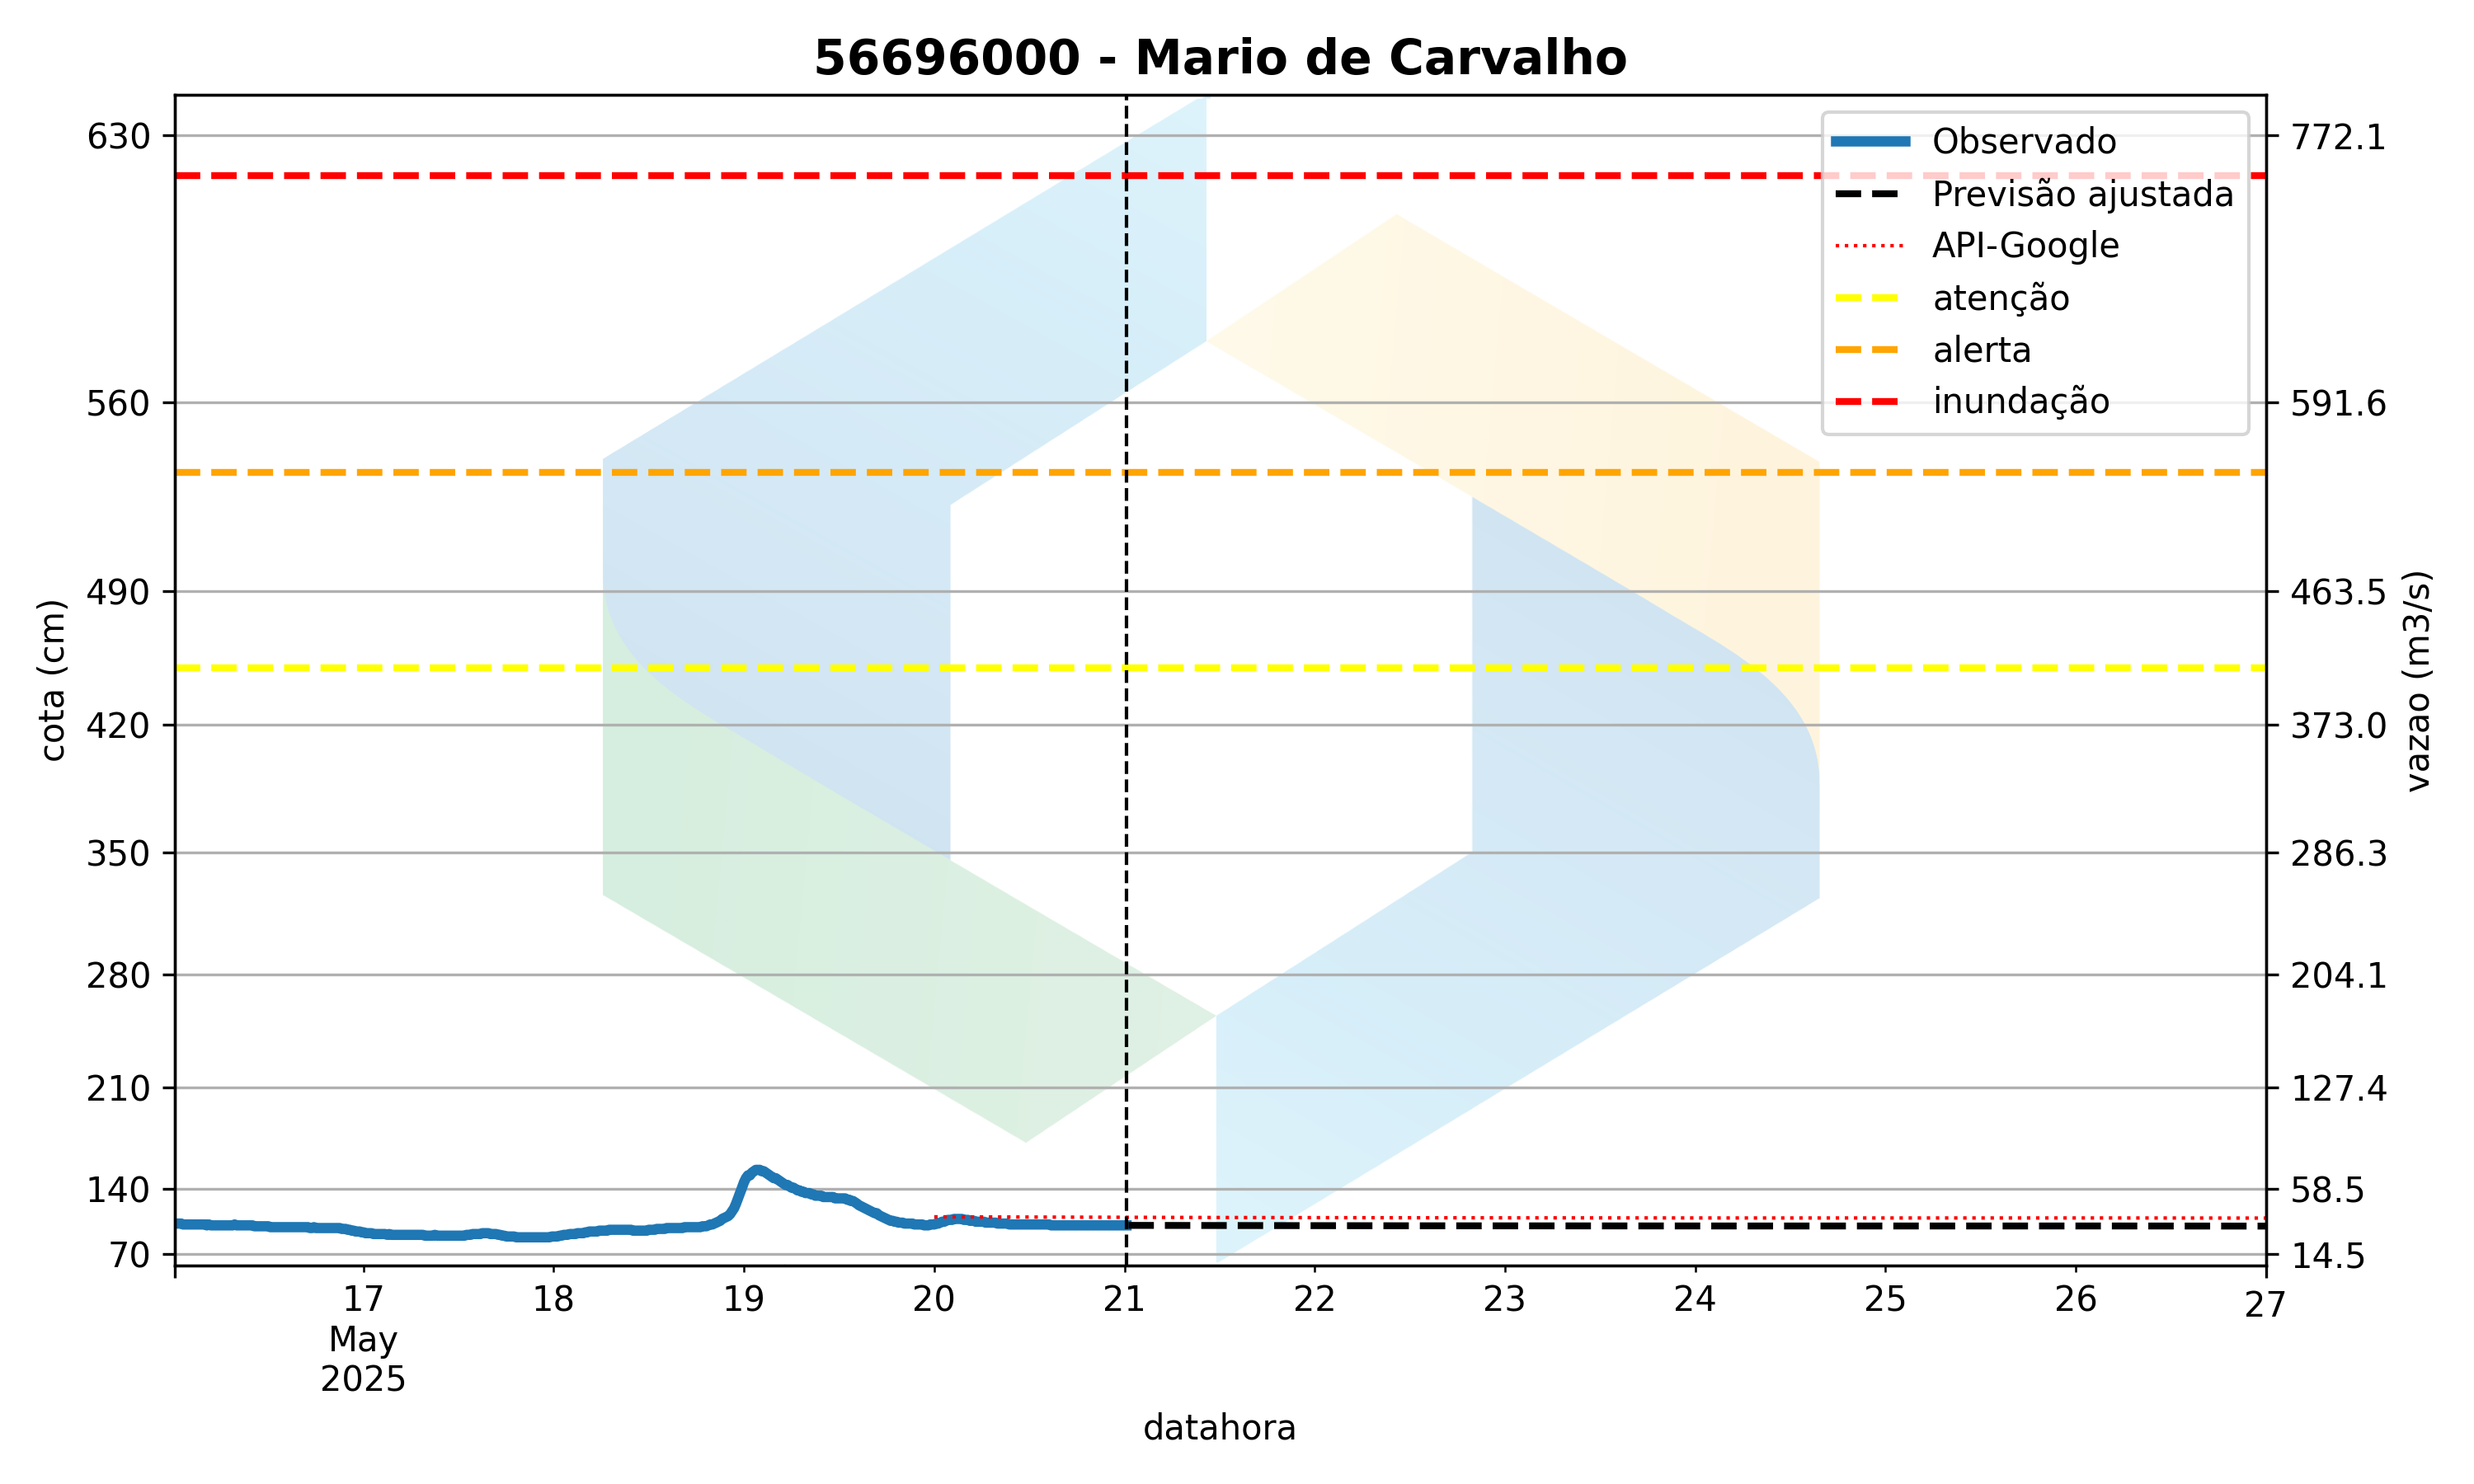 56696000 - Mario de Carvalho
630
560
490
420
350
280
210
140
70
cota (cm)
772.1
591.6
463.5
373.0
286.3
204.1
127.4
58.5
14.5
vazao (m3/s)
Observado
Previsão ajustada
API-Google
atenção
alerta
inundação
17
May
2025
18
19
20
21
22
23
24
25
26
27
datahora